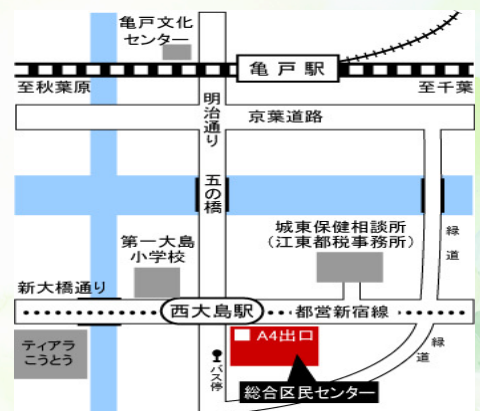 亀戸文化
センター
亀戸駅
至秋葉原
至千葉
明治通り
京葉道路
五の橋
城東保健相談所
(江東都税事務所)
緑道
第一大島
小学校
新大橋通り
西大島駅
都営新宿線
ティアラ
こうとう
A4出口
バス停
緑道
総合区民センター